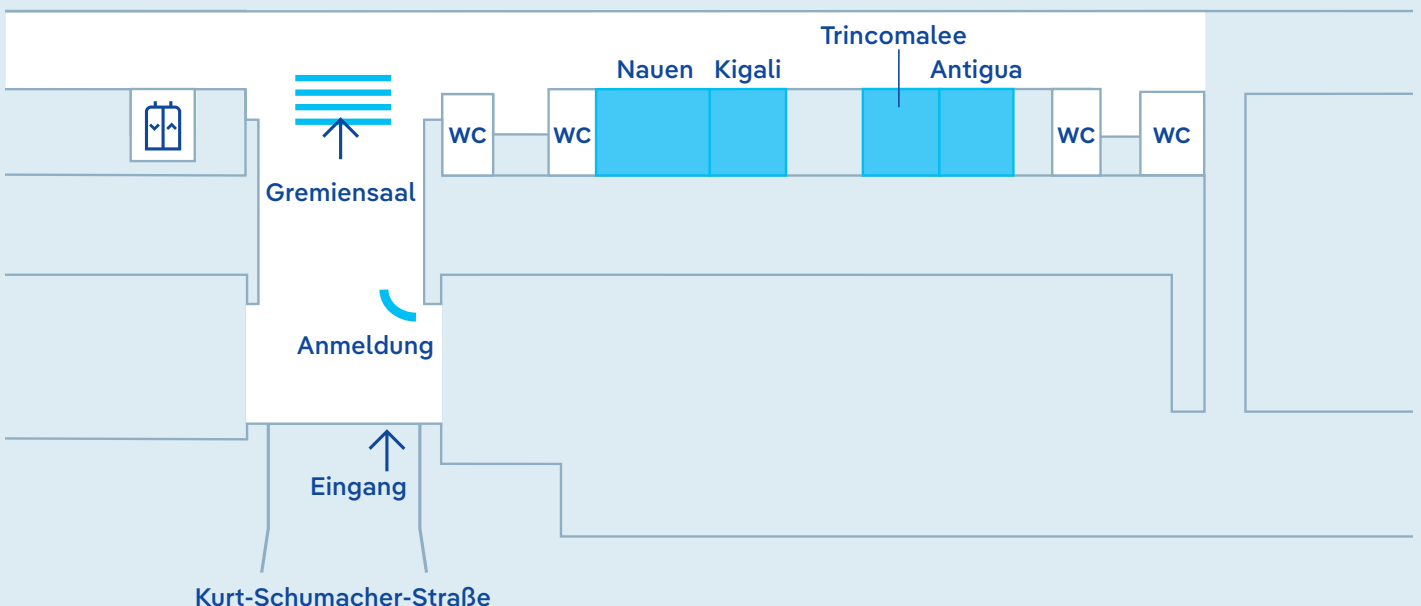 Trincomalee
Nauen Kigali Antigua
WC WC WC WC
Gremiensaal
Anmeldung
Eingang
Kurt-Schumacher-Straße